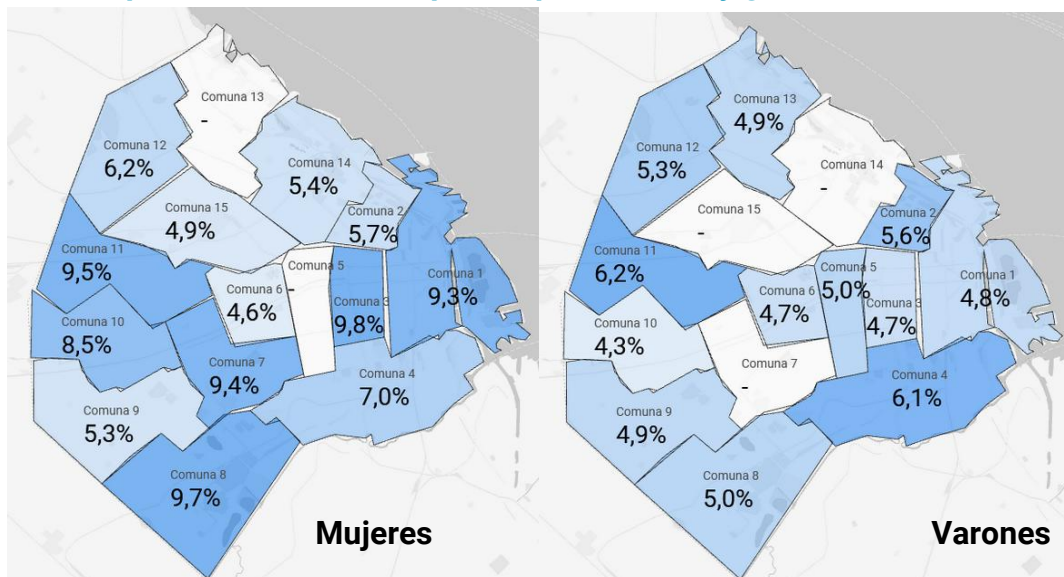 Comuna 13
-
Comuna 12
6,2%
Comuna 14
5,4%
Comuna 15
4,9%
Comuna 2
5,7%
Comuna 11
9,5%
Comuna 5
-
Comuna 6
4,6%
Comuna 3
9,8%
Comuna 1
9,3%
Comuna 10
8,5%
Comuna 7
9,4%
Comuna 4
7,0%
Comuna 9
5,3%
Comuna 8
9,7%
Mujeres
Comuna 13
4,9%
Comuna 12
5,3%
Comuna 14
-
Comuna 15
-
Comuna 2
5,6%
Comuna 11
6,2%
Comuna 5
5,0%
Comuna 6
4,7%
Comuna 3
4,7%
Comuna 1
4,8%
Comuna 10
4,3%
Comuna 7
-
Comuna 4
6,1%
Comuna 9
4,9%
Comuna 8
5,0%
Varones